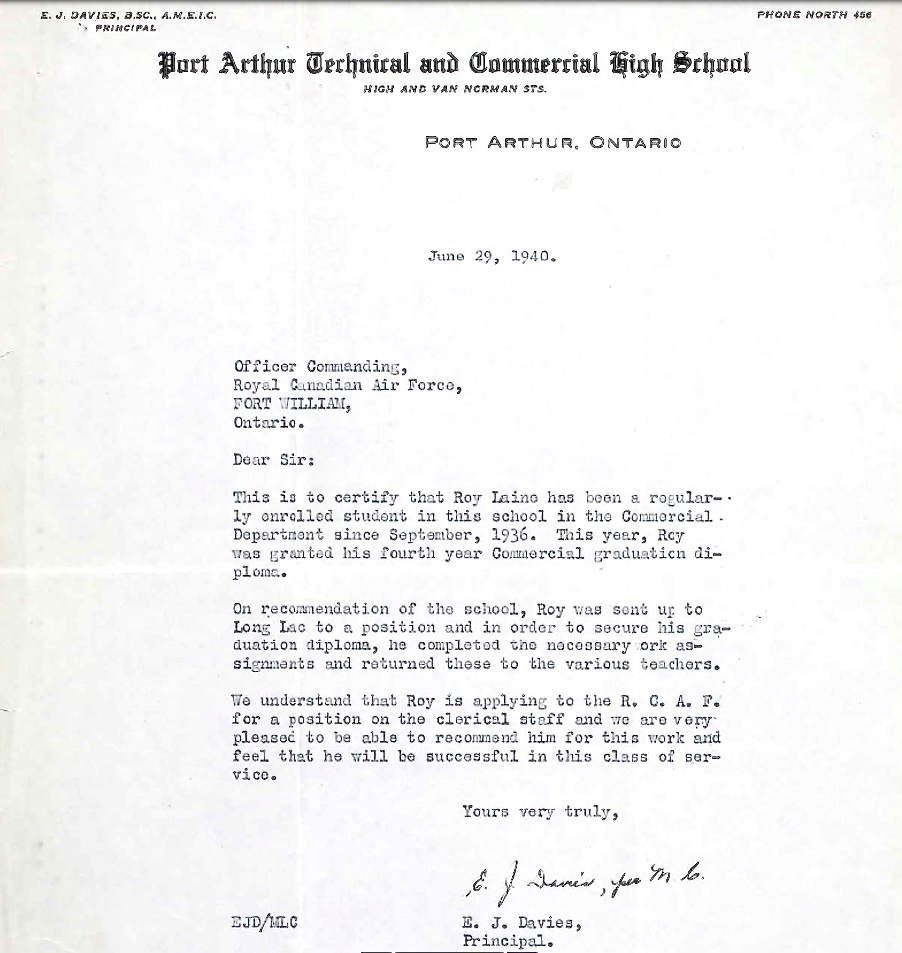 E. J. DAVIES, B.SC., A.M.E.I.C.
PRINCIPAL
PHONE NORTH 456
Port Arthur Technical and Commercial High School
HIGH AND VAN NORMAN STS.
PORT ARTHUR, ONTARIO
June 29, 1940.
Officer Commanding,
Royal Canadian Air Force,
FORT WILLIAM,
Ontario.
Dear Sir:
This is to certify that Roy Laine has been a regular-
ly enrolled student in this school in the Commercial
Department since September, 1936. This year, Roy
was granted his fourth year Commercial graduation di-
ploma.
On recommendation of the school, Roy was sent up to
Long Lac to a position and in order to secure his gra-
duation diploma, he completed the necessary ork as-
signments and returned these to the various teachers.
We understand that Roy is applying to the R. C. A. F.
for a position on the clerical staff and we are very
pleased to be able to recommend him for this work and
feel that he will be successful in this class of ser-
vice.
Yours very truly,
E. J. Davies, per M. C.
EJD/MLC
E. J. Davies,
Principal.